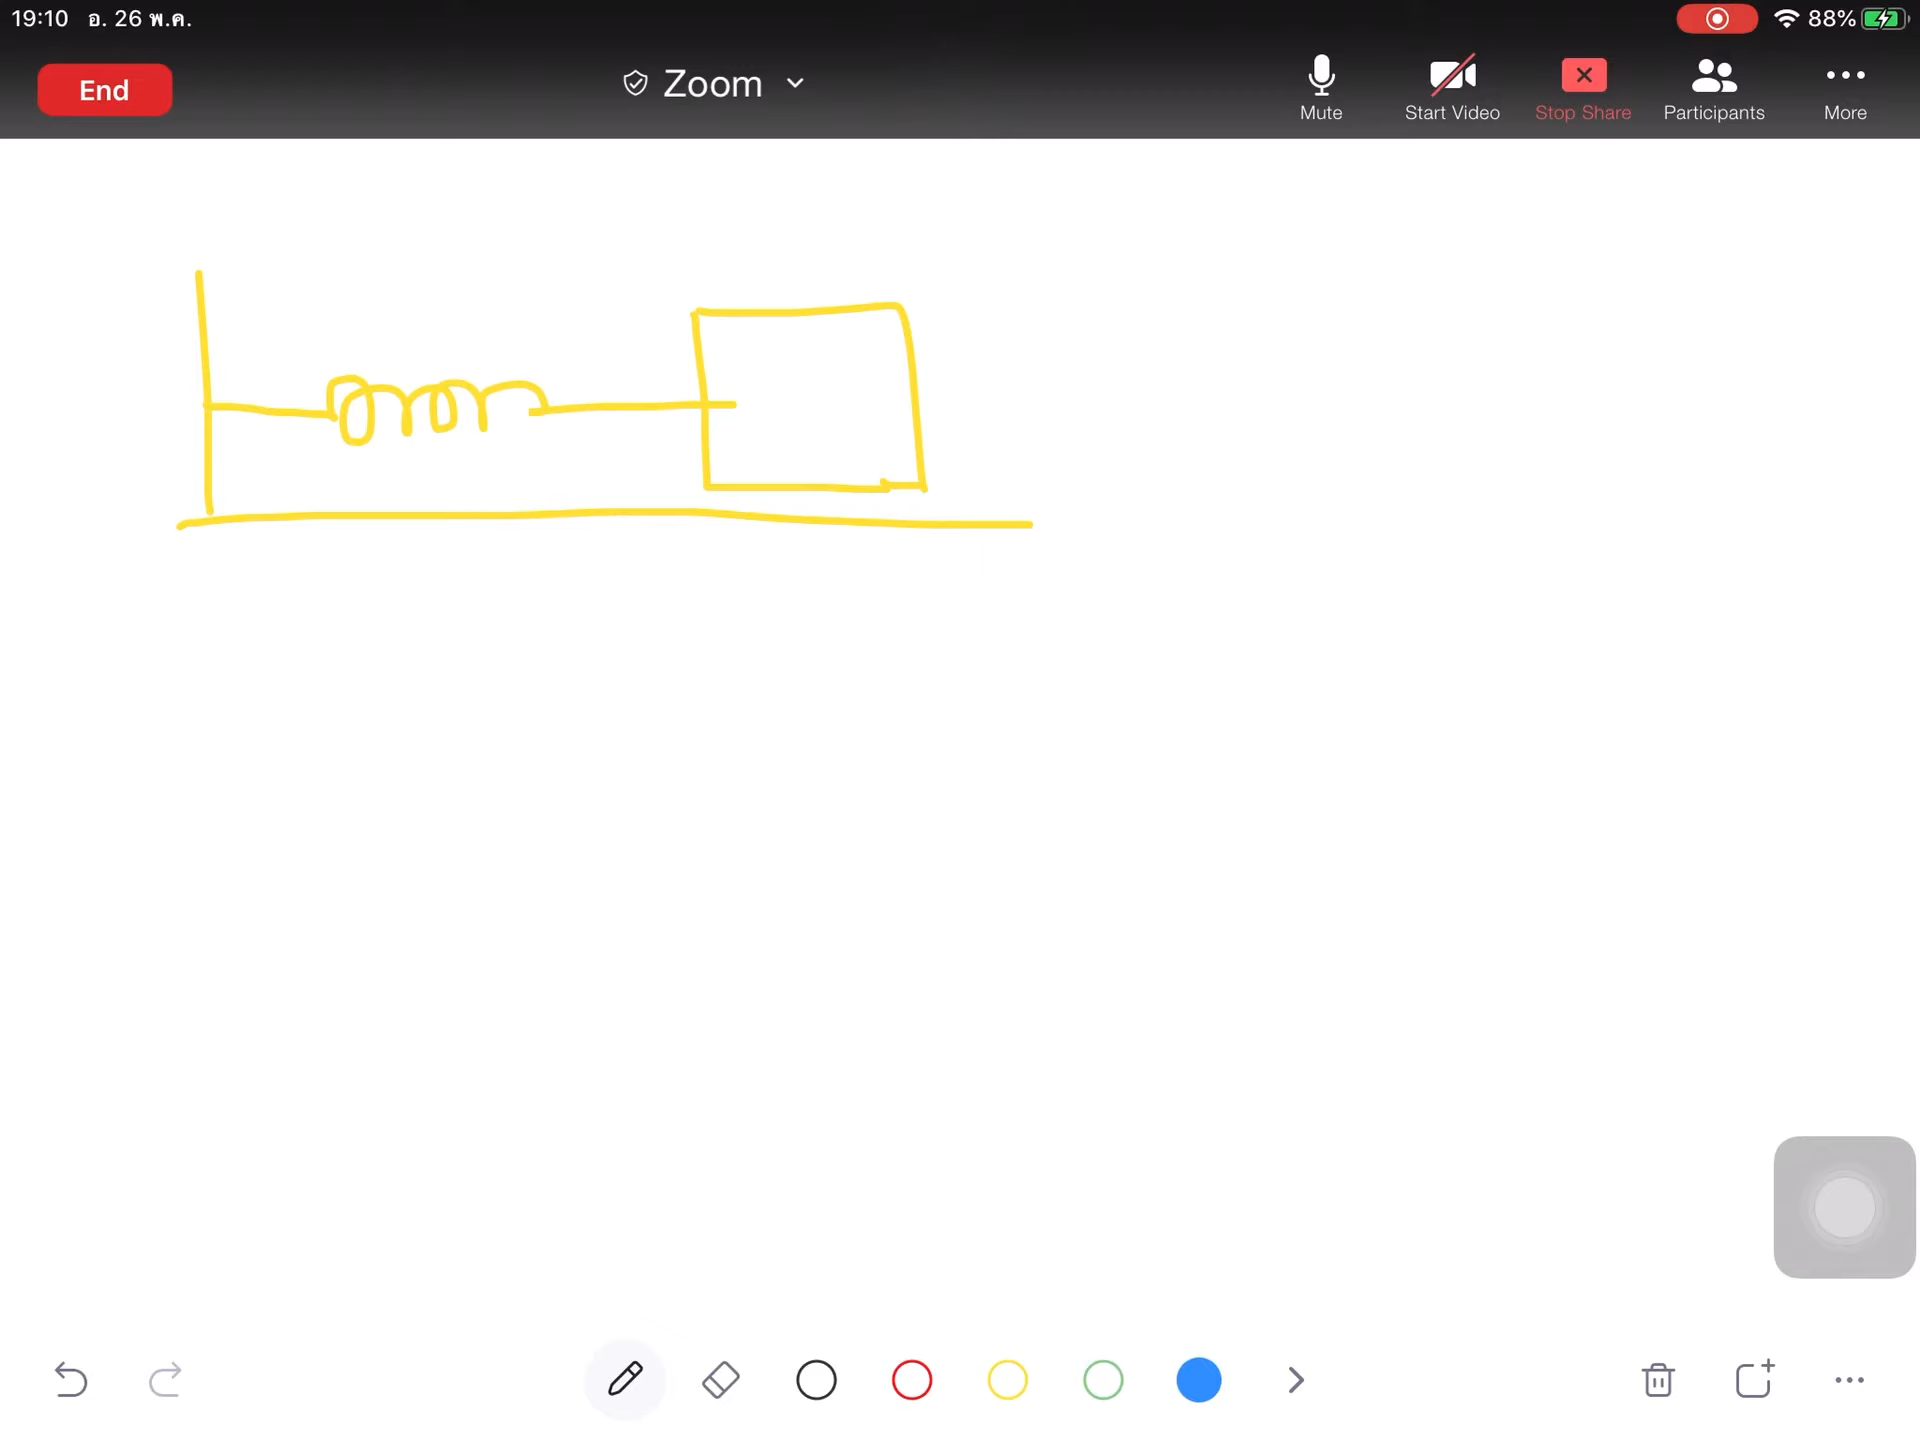 19:10 อ. 26 พ.ค. 88%
End Zoom Mute Start Video Stop Share Participants More